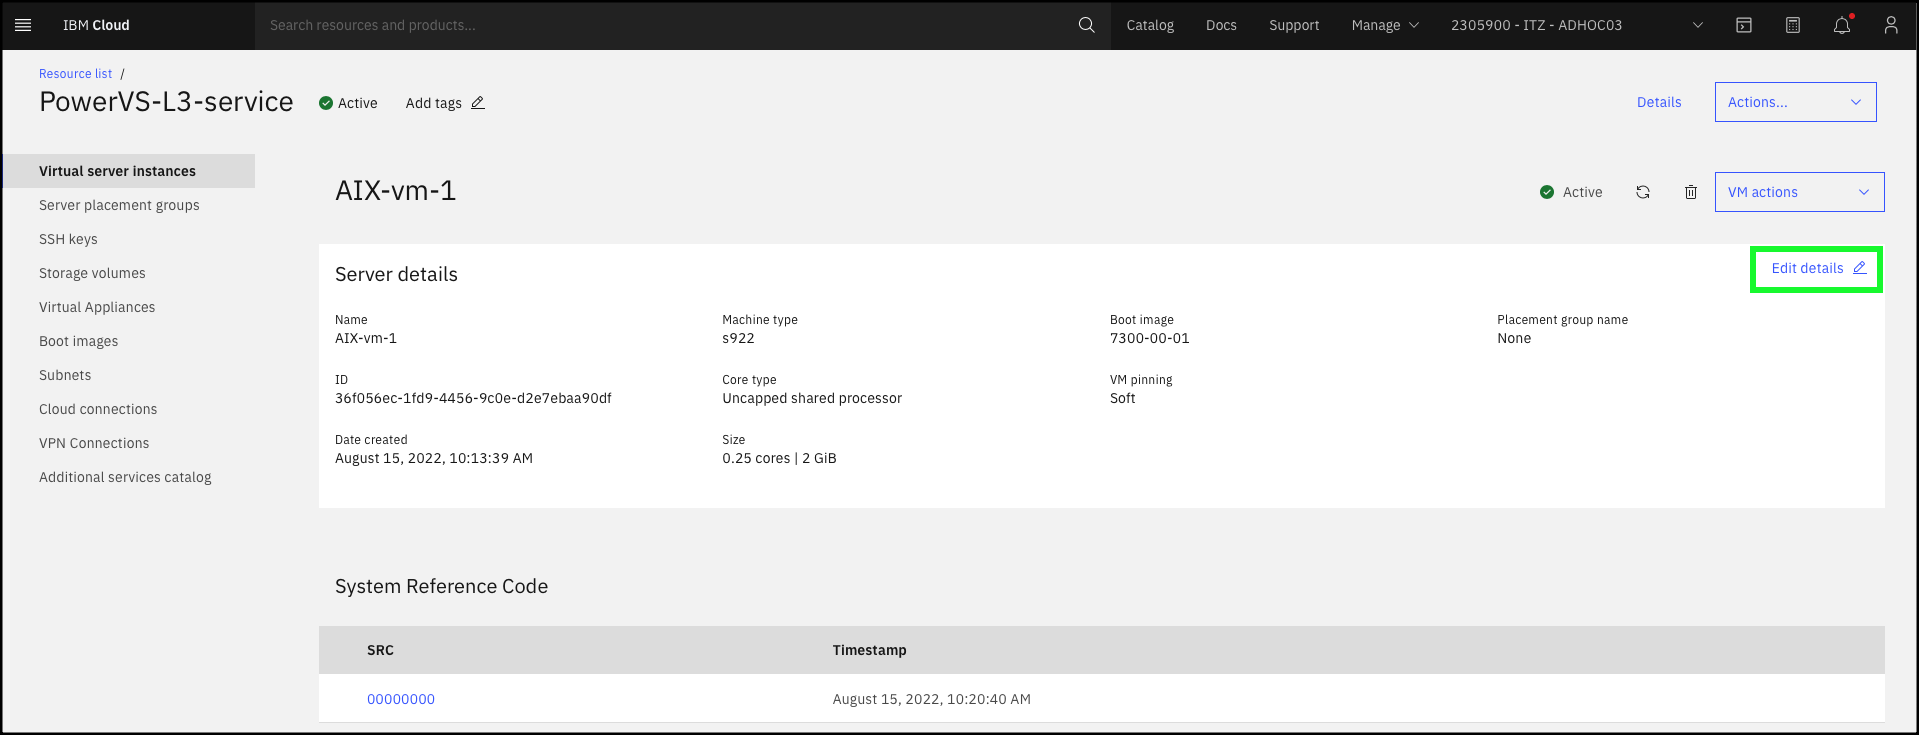 IBM Cloud
Search resources and products...
Catalog
Docs
Support
Manage
2305900 - ITZ - ADHOC03
Resource list /
PowerVS-L3-service
Active
Add tags
Details
Actions...
Virtual server instances
Server placement groups
SSH keys
Storage volumes
Virtual Appliances
Boot images
Subnets
Cloud connections
VPN Connections
Additional services catalog
AIX-vm-1
Active
VM actions
Server details
Edit details
Name
AIX-vm-1
Machine type
s922
Boot image
7300-00-01
Placement group name
None
ID
36f056ec-1fd9-4456-9c0e-d2e7ebaa90df
Core type
Uncapped shared processor
VM pinning
Soft
Date created
August 15, 2022, 10:13:39 AM
Size
0.25 cores | 2 GiB
System Reference Code
SRC
Timestamp
00000000
August 15, 2022, 10:20:40 AM